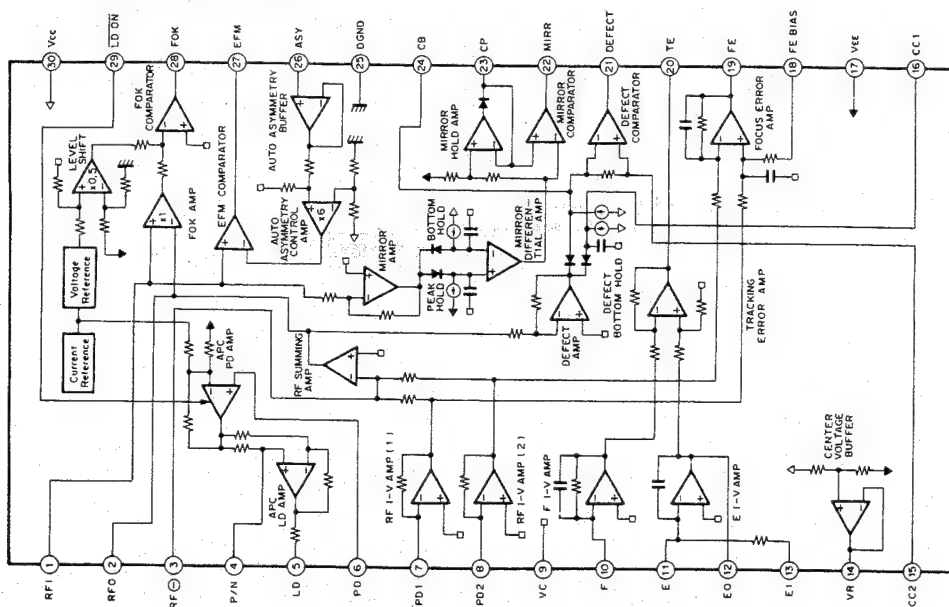 30 Vcc
29 LD ON
28 FOK
27 EFM
26 ASY
25 DGND
24 CB
23 CP
22 MIRR
21 DEFECT
20 TE
19 FE
18 FE BIAS
17 VEE
16 CC1
FOK
COMPARATOR
LEVEL
SHIFT
×0.5
×1
FOK AMP
EFM COMPARATOR
AUTO ASYMMETRY
BUFFER
AUTO
ASYMMETRY
CONTROL
AMP
×6
MIRROR
HOLD AMP
MIRROR
COMPARATOR
DEFECT
COMPARATOR
FOCUS ERROR
AMP
Voltage
Reference
Current
Reference
APC
PD AMP
MIRROR
AMP
BOTTOM
HOLD
PEAK
HOLD
MIRROR
DIFFEREN-
TIAL AMP
RF SUMMING
AMP
DEFECT
AMP
DEFECT
BOTTOM HOLD
TRACKING
ERROR AMP
APC
LD AMP
RF I-V AMP (1)
RF I-V AMP (2)
F I-V AMP
E I-V AMP
CENTER
VOLTAGE
BUFFER
RFI 1
RFO 2
RF⊖ 3
P/N 4
LD 5
PD 6
PD1 7
PD2 8
VC 9
F 10
E 11
EO 12
EI 13
VR 14
CC2 15